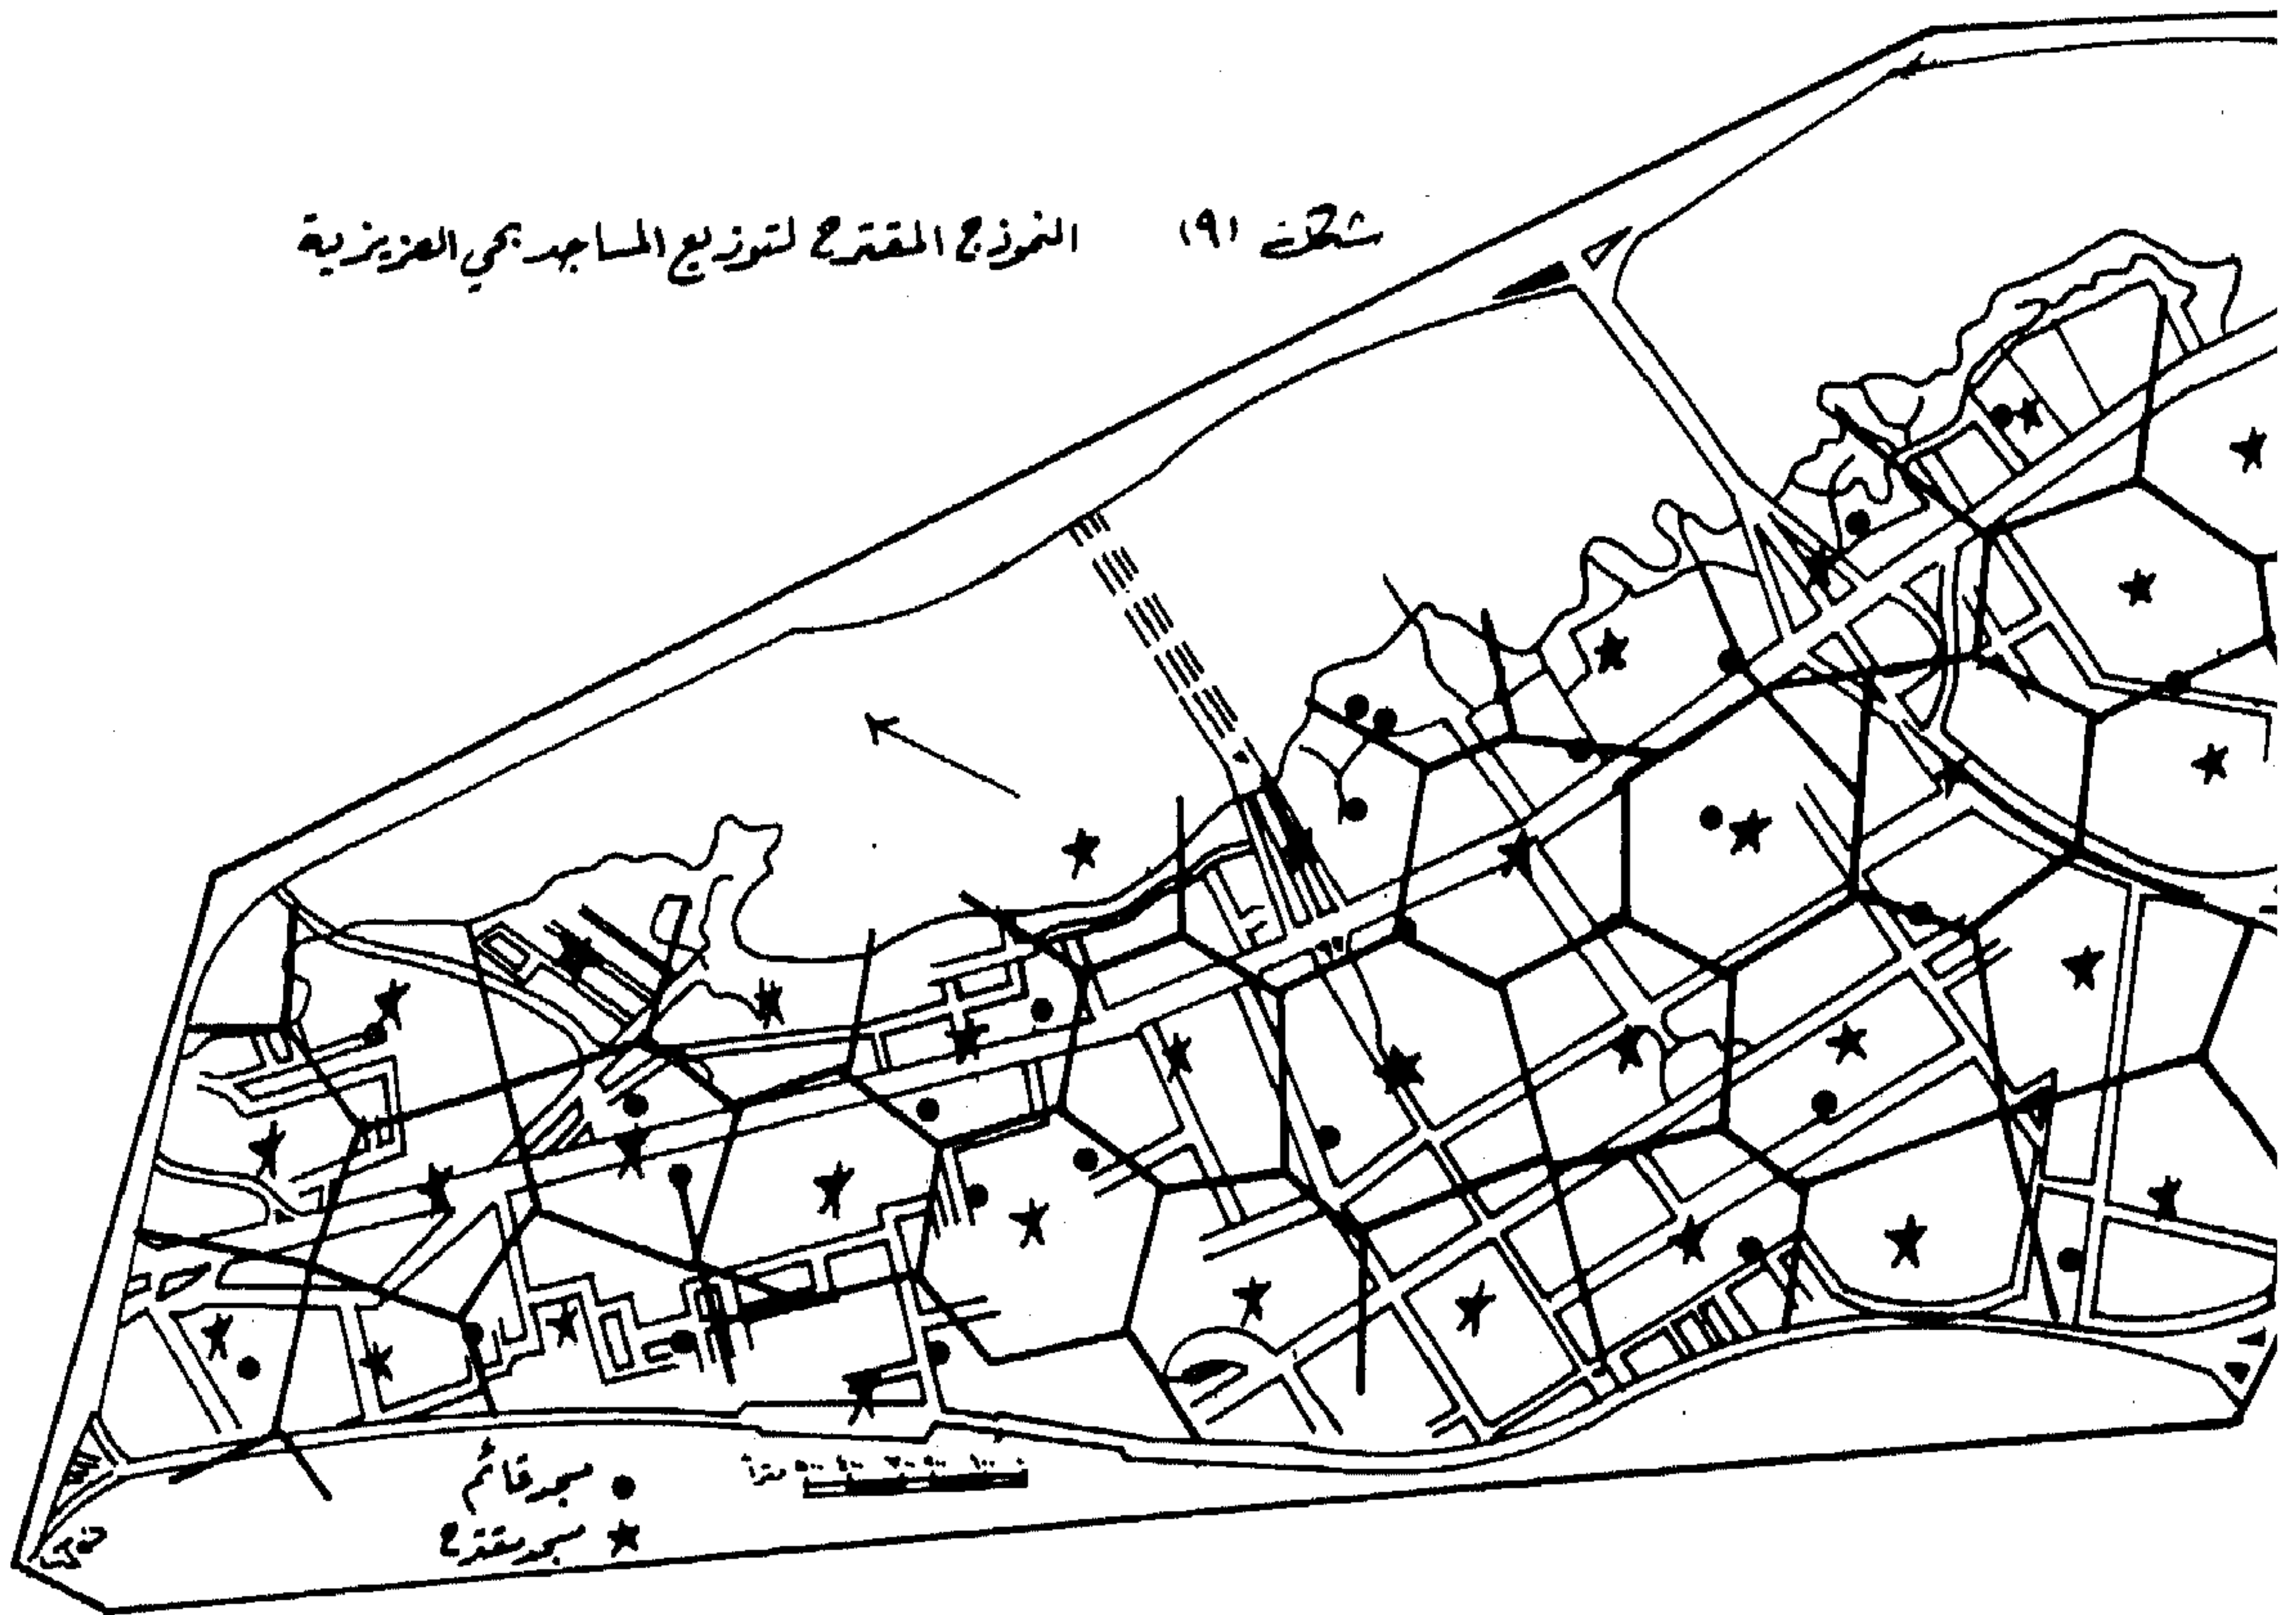 شكل (٩) النموذج المقترح لتوزيع المساجد بحي العزيزية
مسجد قائم
مسجد مقترح